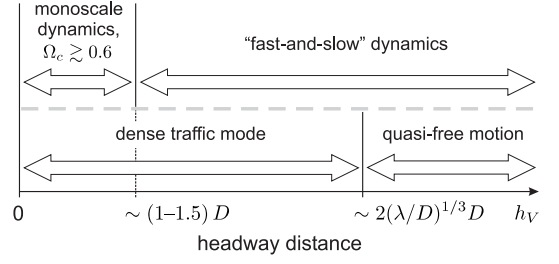 monoscale
dynamics,
Ω_c ≳ 0.6
"fast-and-slow" dynamics
dense traffic mode
quasi-free motion
0
∼ (1–1.5) D
∼ 2(λ/D)^{1/3}D
h_V
headway distance